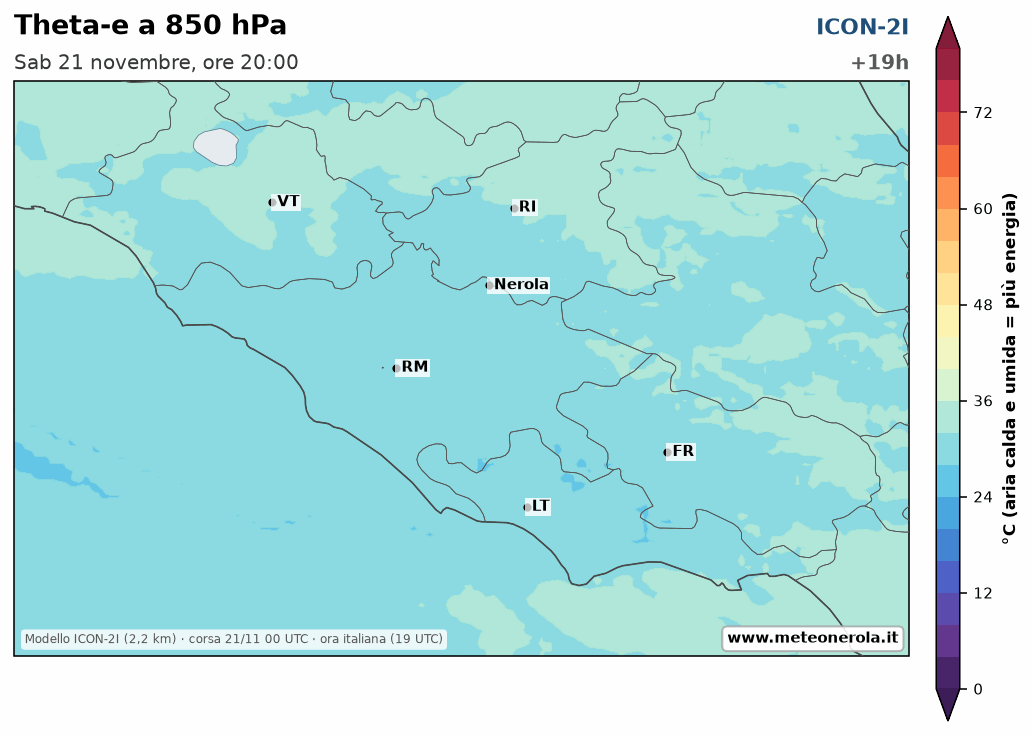 Theta-e a 850 hPa
ICON-2I
Sab 21 novembre, ore 20:00
+19h
VT
RI
Nerola
RM
FR
LT
Modello ICON-2I (2,2 km) · corsa 21/11 00 UTC · ora italiana (19 UTC)
www.meteonerola.it
72
60
48
36
24
12
0
°C (aria calda e umida = più energia)